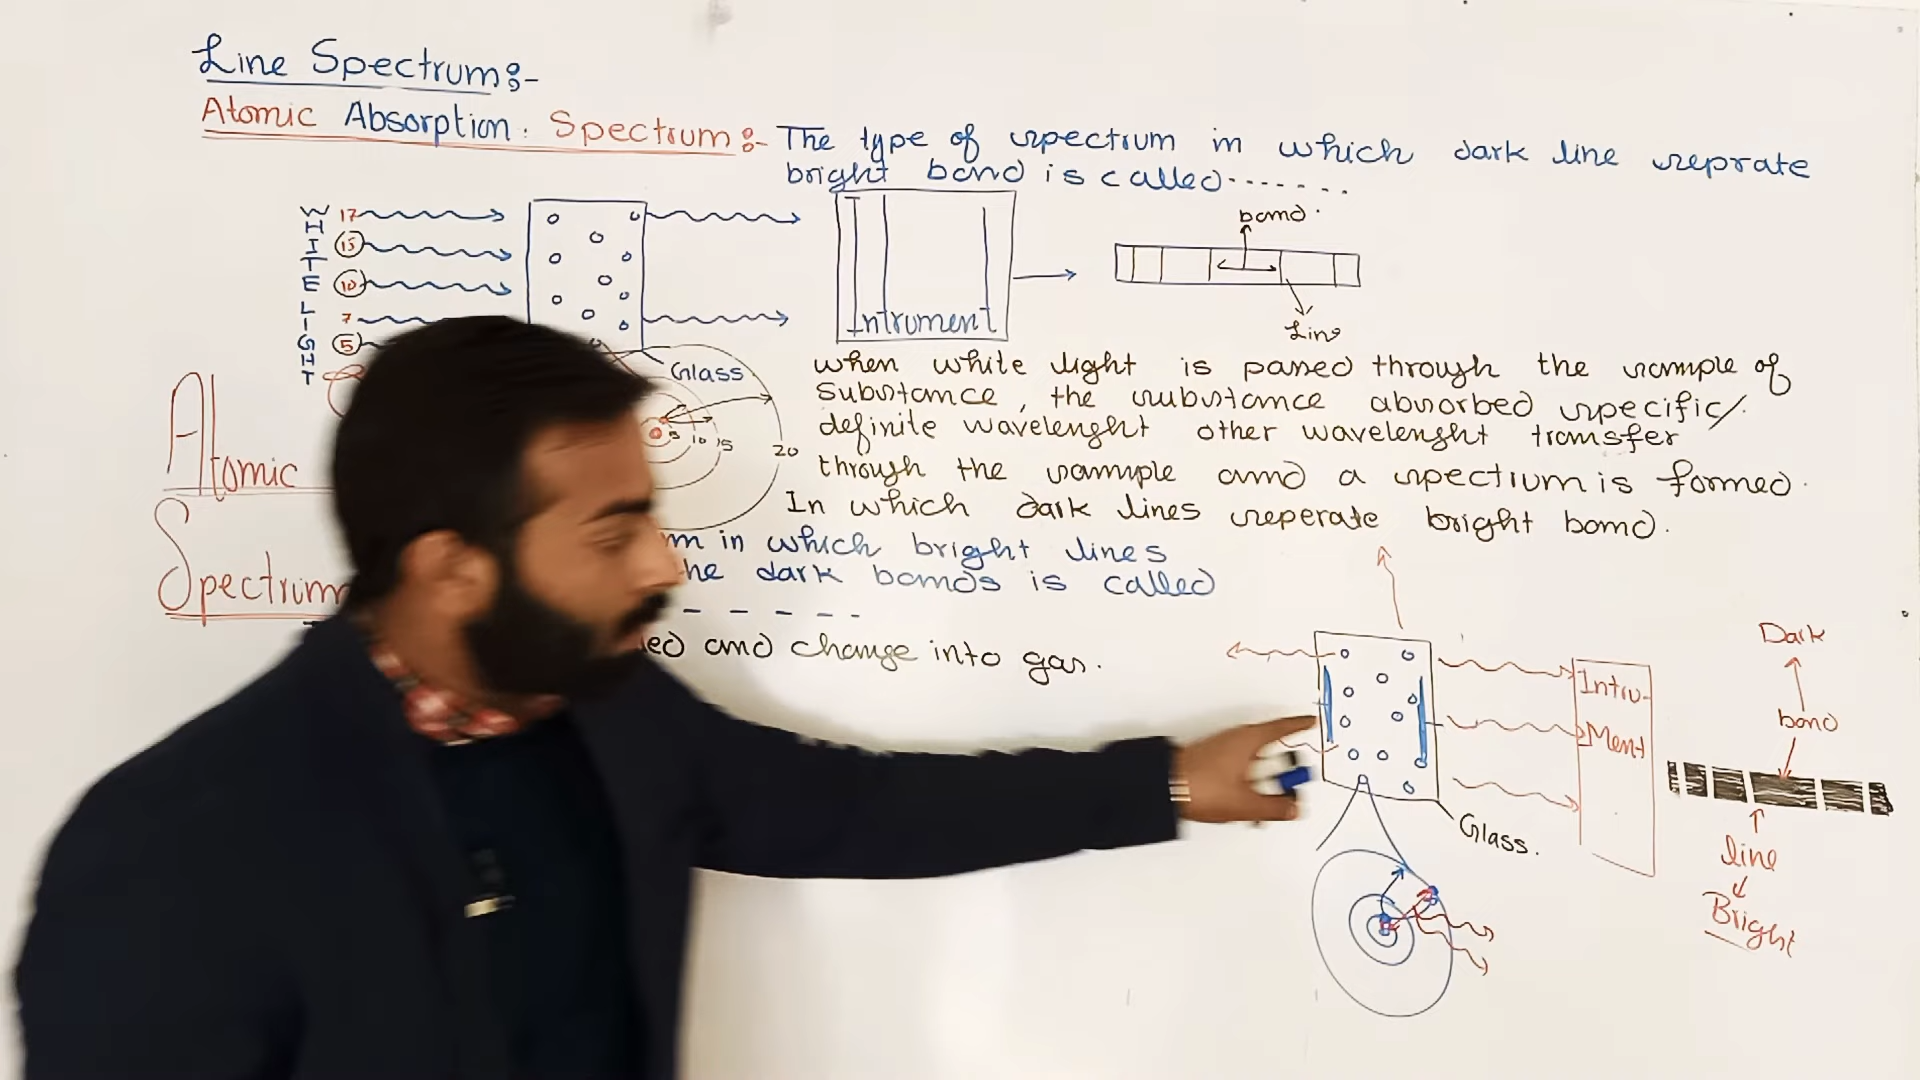 Line Spectrum:-
Atomic Absorption. Spectrum:- The type of spectrum in which dark line seprate
bright band is called.......
WHITE LIGHT
17
15
10
7
5
Glass
5 10 15 20
Intrument
band.
Line
when white light is passed through the sample of
substance, the substance absorbed specific/
definite wavelenght other wavelenght transfer
through the sample and a spectrum is formed.
In which dark lines seperate bright band.
Atomic
Spectrum
in which bright lines
the dark bands is called
- - - - - -
and change into gas.
Intru-
Ment
Glass.
Dark
band
line
Bright